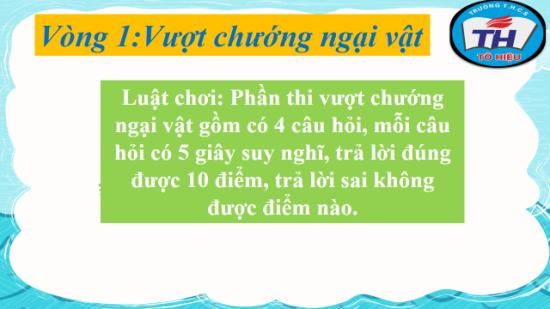 Vòng 1:Vượt chướng ngại vật
TRƯỜNG T.H.C.S
TH
TÔ HIỆU
Luật chơi: Phần thi vượt chướng
ngại vật gồm có 4 câu hỏi, mỗi câu
hỏi có 5 giây suy nghĩ, trả lời đúng
được 10 điểm, trả lời sai không
được điểm nào.